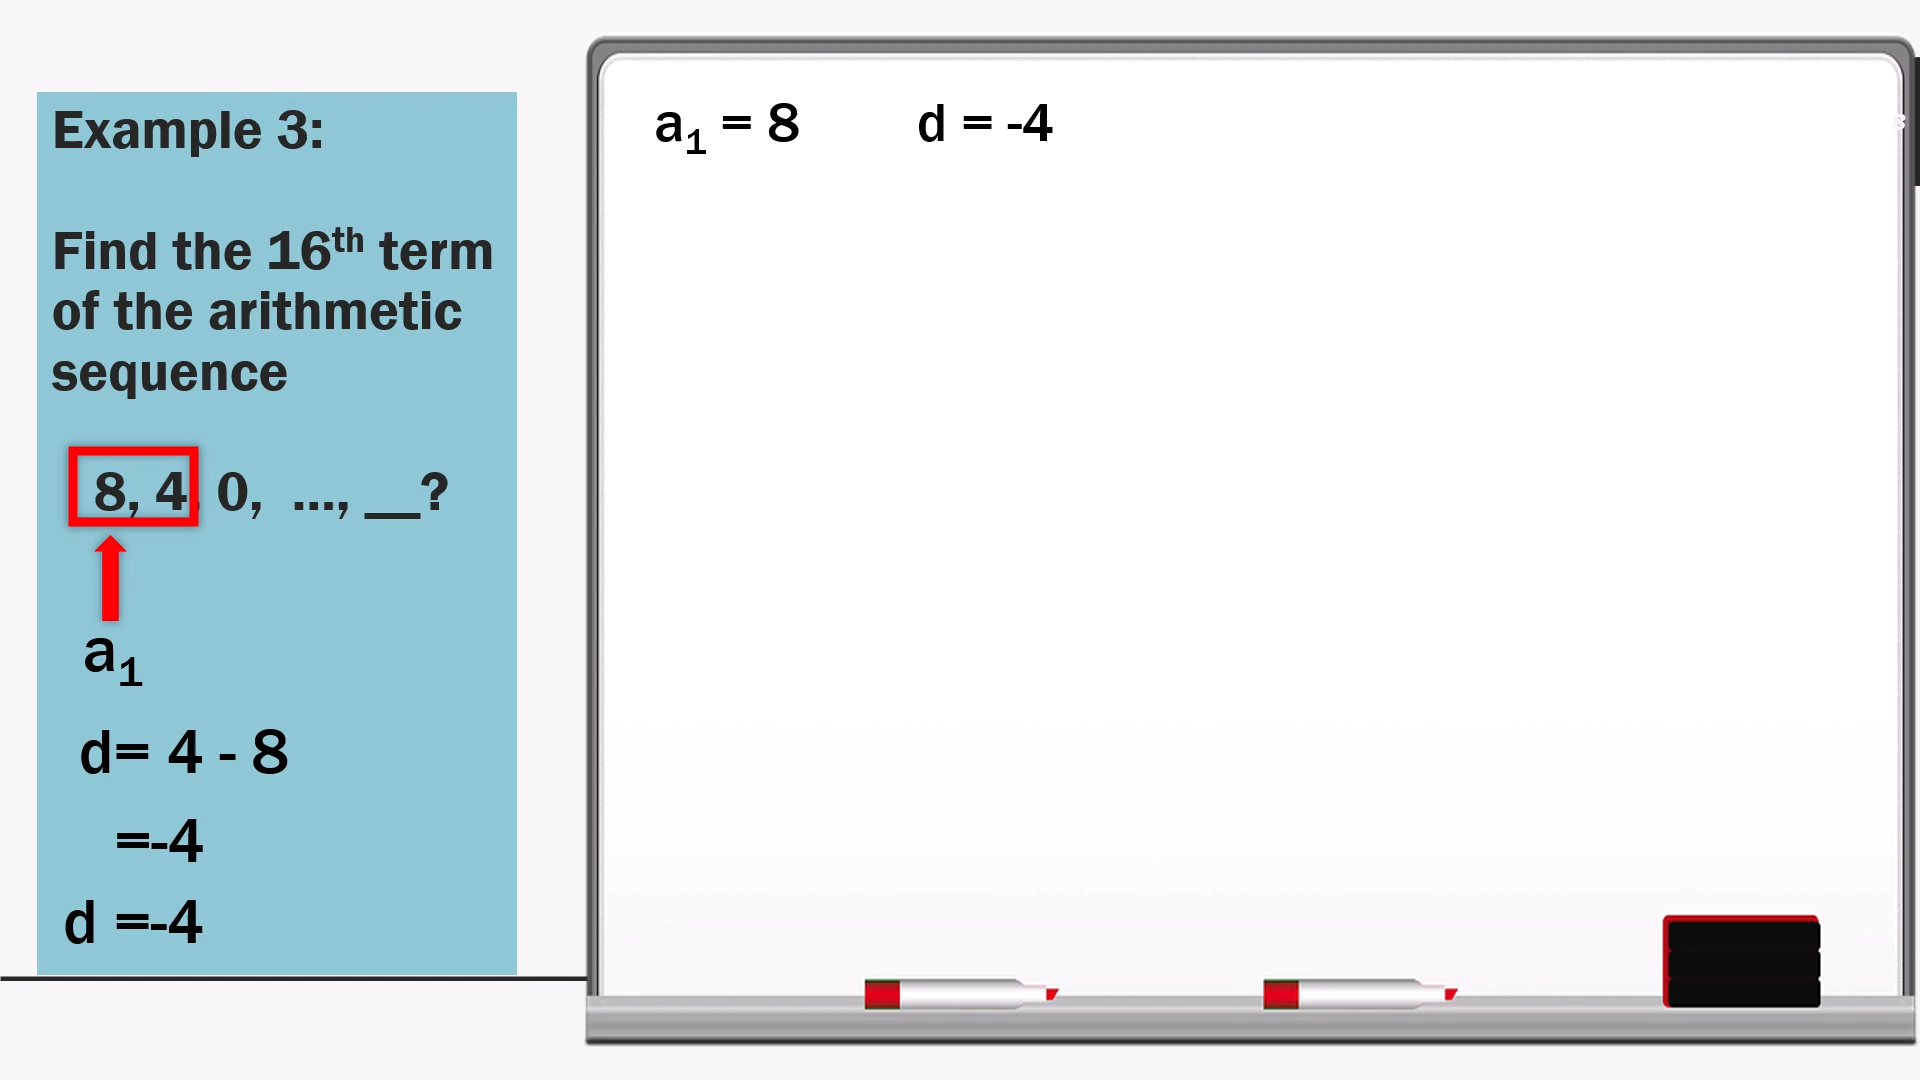 Example 3:
Find the 16th term
of the arithmetic
sequence
8, 4, 0, ..., __?
a1
d= 4 - 8
=-4
d =-4
a1 = 8 d = -4